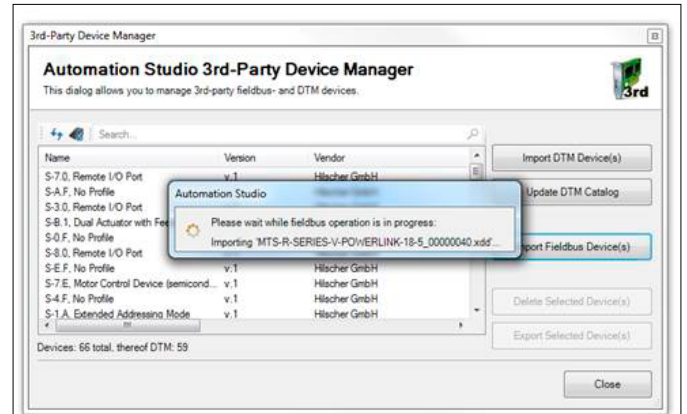 3rd-Party Device Manager
Automation Studio 3rd-Party Device Manager
This dialog allows you to manage 3rd-party fieldbus- and DTM devices.
3rd
Search...
Name Version Vendor
S-7.0, Remote I/O Port v.1 Hilscher GmbH
S-A.F, No Profile
S-3.0, Remote I/O Port
S-B.1, Dual Actuator with Fee
S-0.F, No Profile
S-8.0, Remote I/O Port
S-E.F, No Profile v.1 Hilscher GmbH
S-7.E, Motor Control Device (semicond... v.1 Hilscher GmbH
S-4.F, No Profile v.1 Hilscher GmbH
S-1.A, Extended Addressing Mode v.1 Hilscher GmbH
Devices: 66 total, thereof DTM: 59
Automation Studio
Please wait while fieldbus operation is in progress:
Importing 'MTS-R-SERIES-V-POWERLINK-18-5_00000040.xdd'...
Import DTM Device(s)
Update DTM Catalog
port Fieldbus Device(s)
Delete Selected Device(s)
Export Selected Device(s)
Close